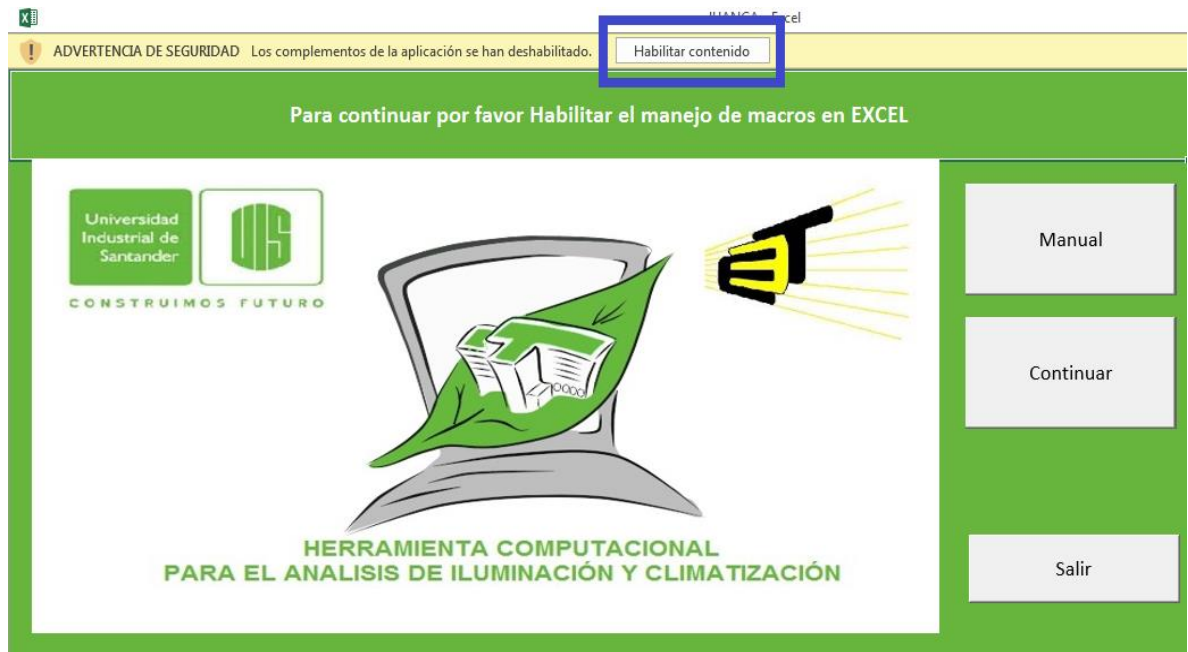 Excel
ADVERTENCIA DE SEGURIDAD Los complementos de la aplicación se han deshabilitado.
Habilitar contenido
Para continuar por favor Habilitar el manejo de macros en EXCEL
Universidad
Industrial de
Santander
UIS
CONSTRUIMOS FUTURO
Manual
Continuar
HERRAMIENTA COMPUTACIONAL
PARA EL ANALISIS DE ILUMINACIÓN Y CLIMATIZACIÓN
Salir